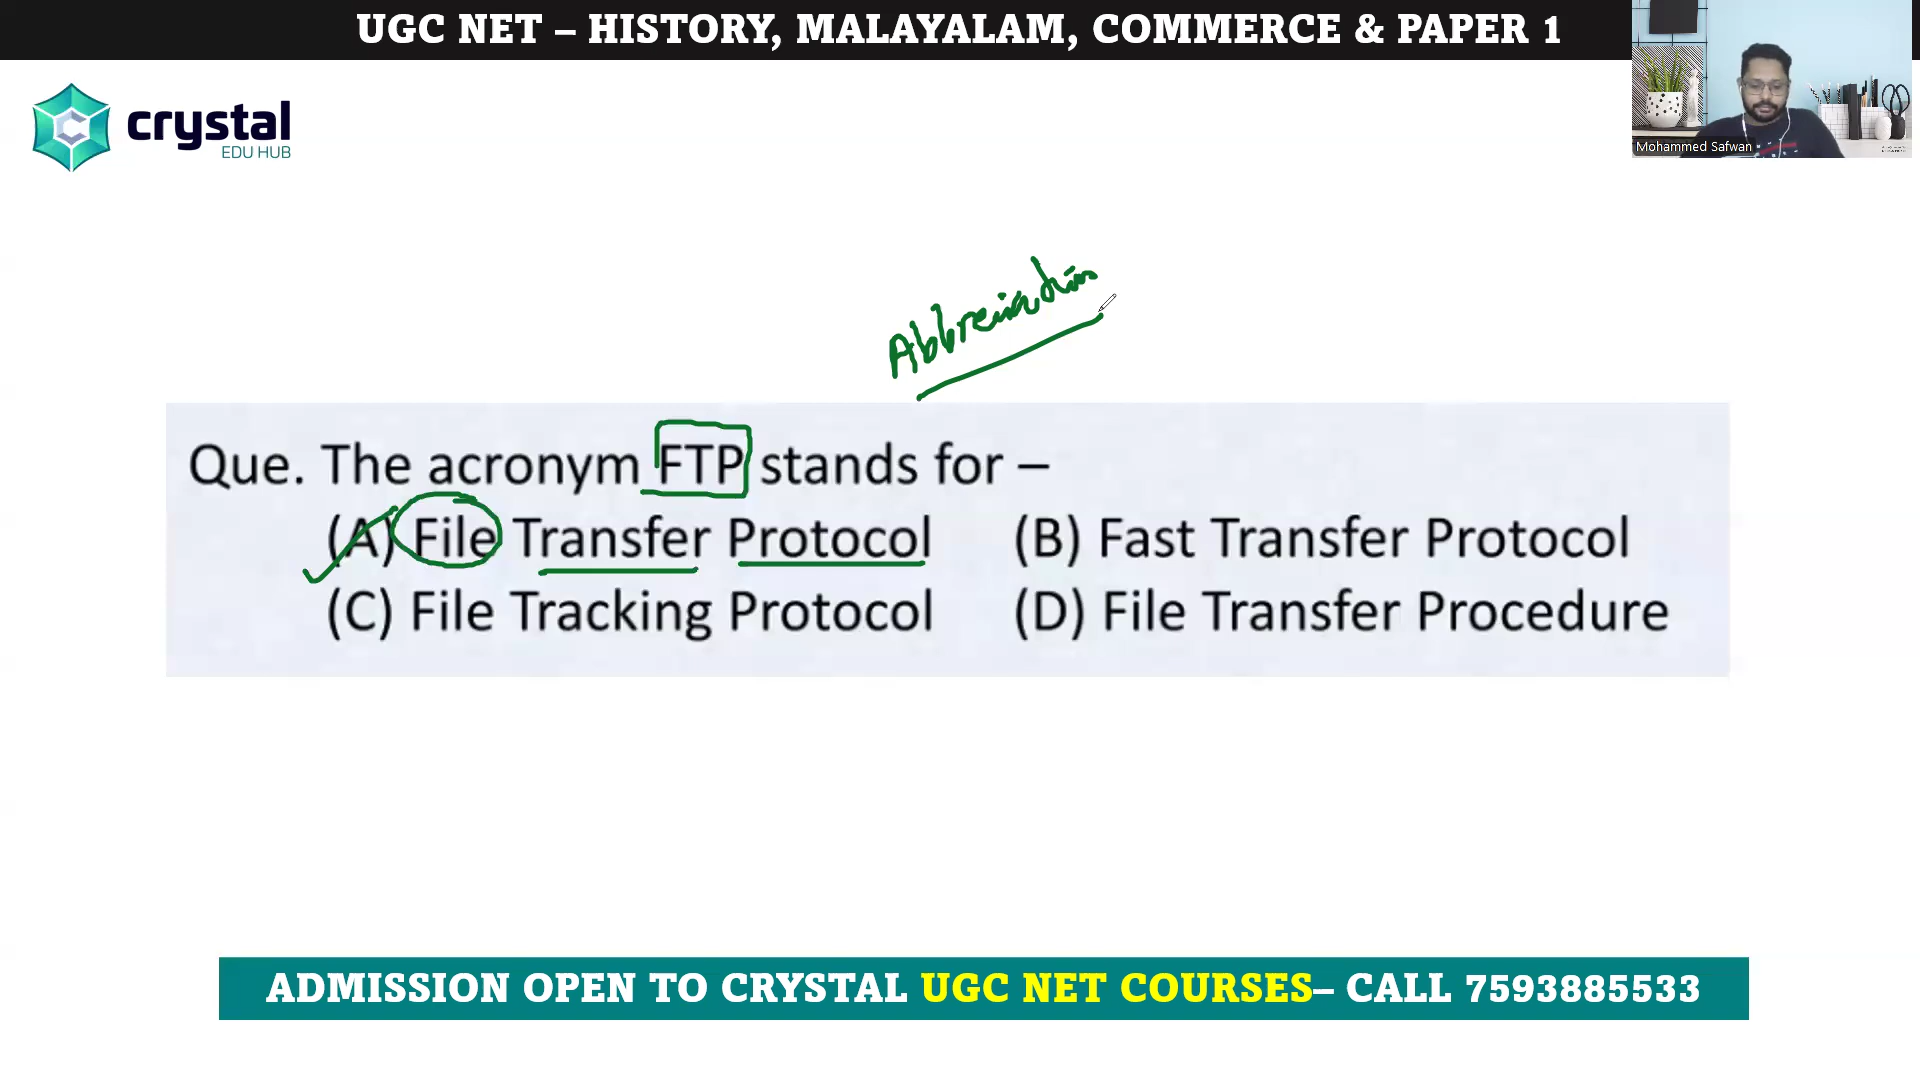 UGC NET – HISTORY, MALAYALAM, COMMERCE & PAPER 1
crystal
EDU HUB
Mohammed Safwan
Abbreviation
Que. The acronym FTP stands for –
(A) File Transfer Protocol (B) Fast Transfer Protocol
(C) File Tracking Protocol (D) File Transfer Procedure
ADMISSION OPEN TO CRYSTAL UGC NET COURSES– CALL 7593885533